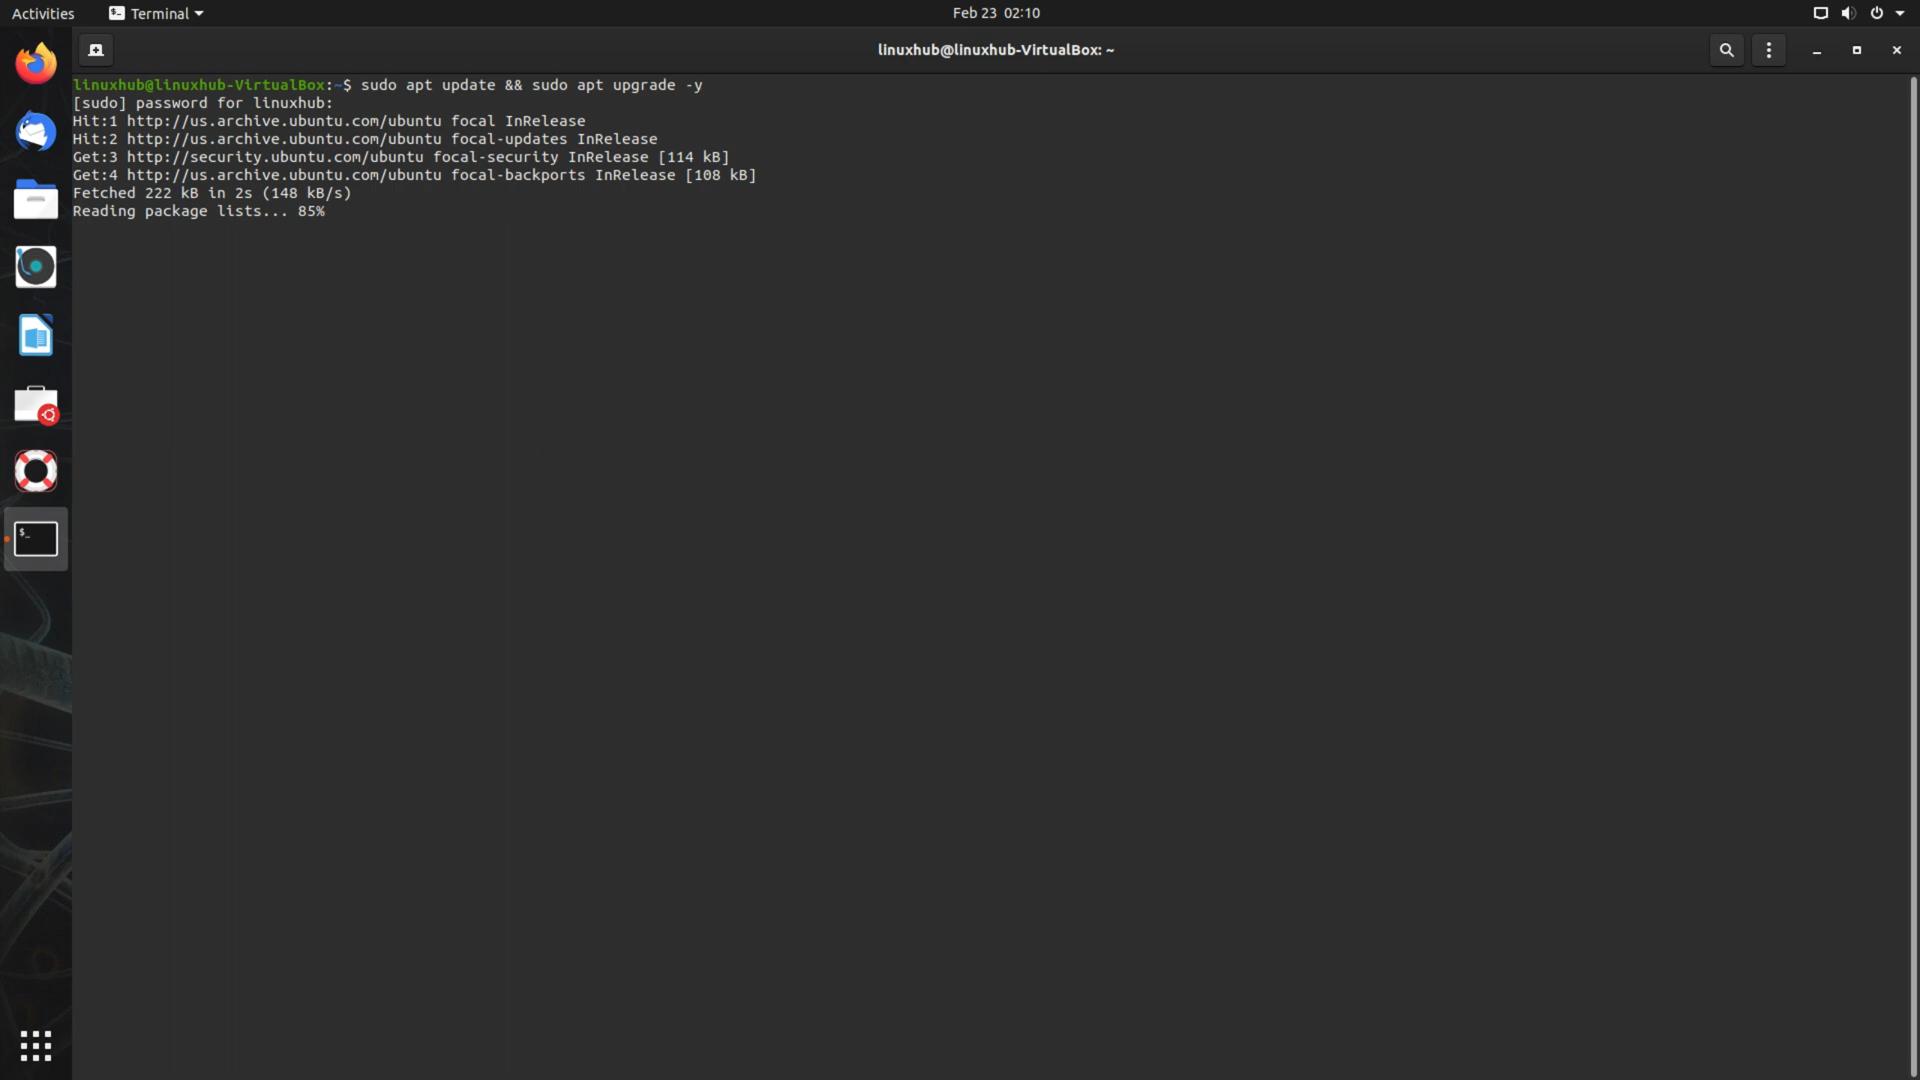 Activities
Terminal
Feb 23 02:10
linuxhub@linuxhub-VirtualBox: ~
linuxhub@linuxhub-VirtualBox:~$ sudo apt update && sudo apt upgrade -y
[sudo] password for linuxhub:
Hit:1 http://us.archive.ubuntu.com/ubuntu focal InRelease
Hit:2 http://us.archive.ubuntu.com/ubuntu focal-updates InRelease
Get:3 http://security.ubuntu.com/ubuntu focal-security InRelease [114 kB]
Get:4 http://us.archive.ubuntu.com/ubuntu focal-backports InRelease [108 kB]
Fetched 222 kB in 2s (148 kB/s)
Reading package lists... 85%